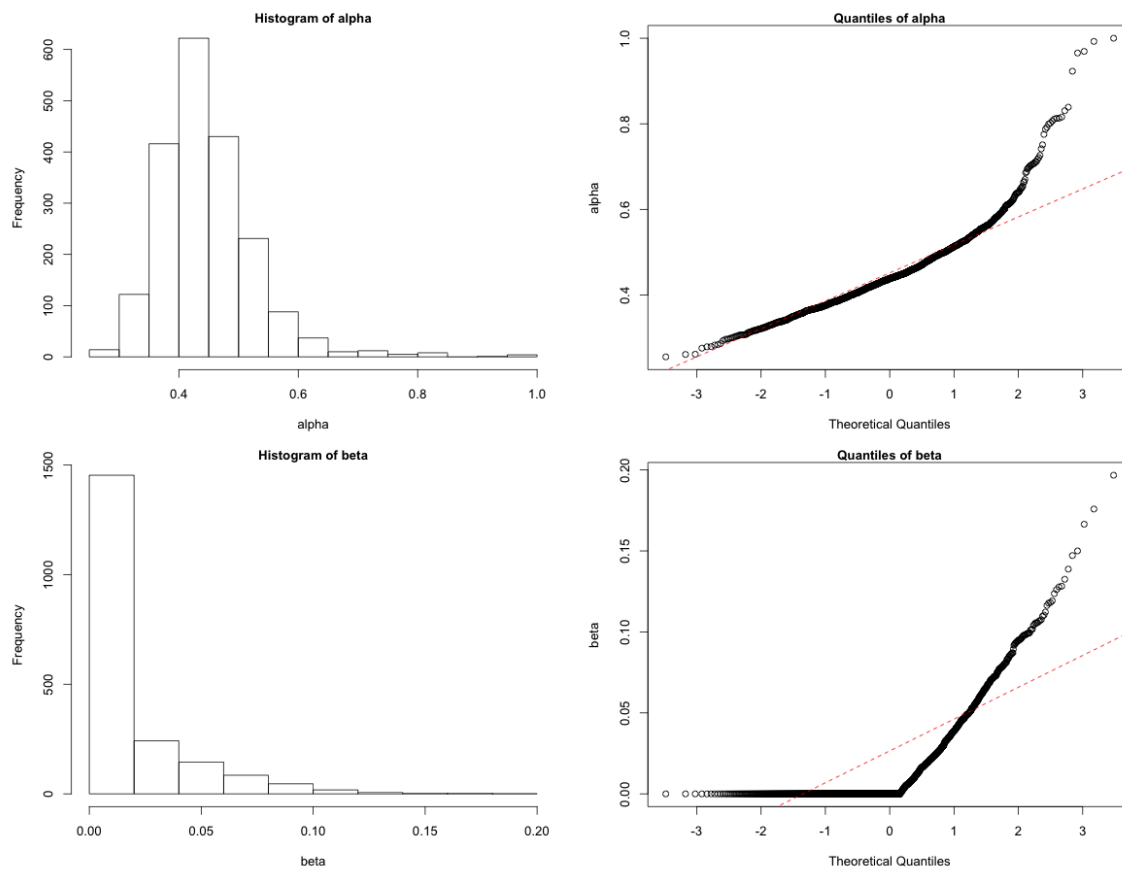 Histogram of alpha
Frequency
0 100 200 300 400 500 600
0.4 0.6 0.8 1.0
alpha
Quantiles of alpha
alpha
0.4 0.6 0.8 1.0
-3 -2 -1 0 1 2 3
Theoretical Quantiles
Histogram of beta
Frequency
0 500 1000 1500
0.00 0.05 0.10 0.15 0.20
beta
Quantiles of beta
beta
0.00 0.05 0.10 0.15 0.20
-3 -2 -1 0 1 2 3
Theoretical Quantiles